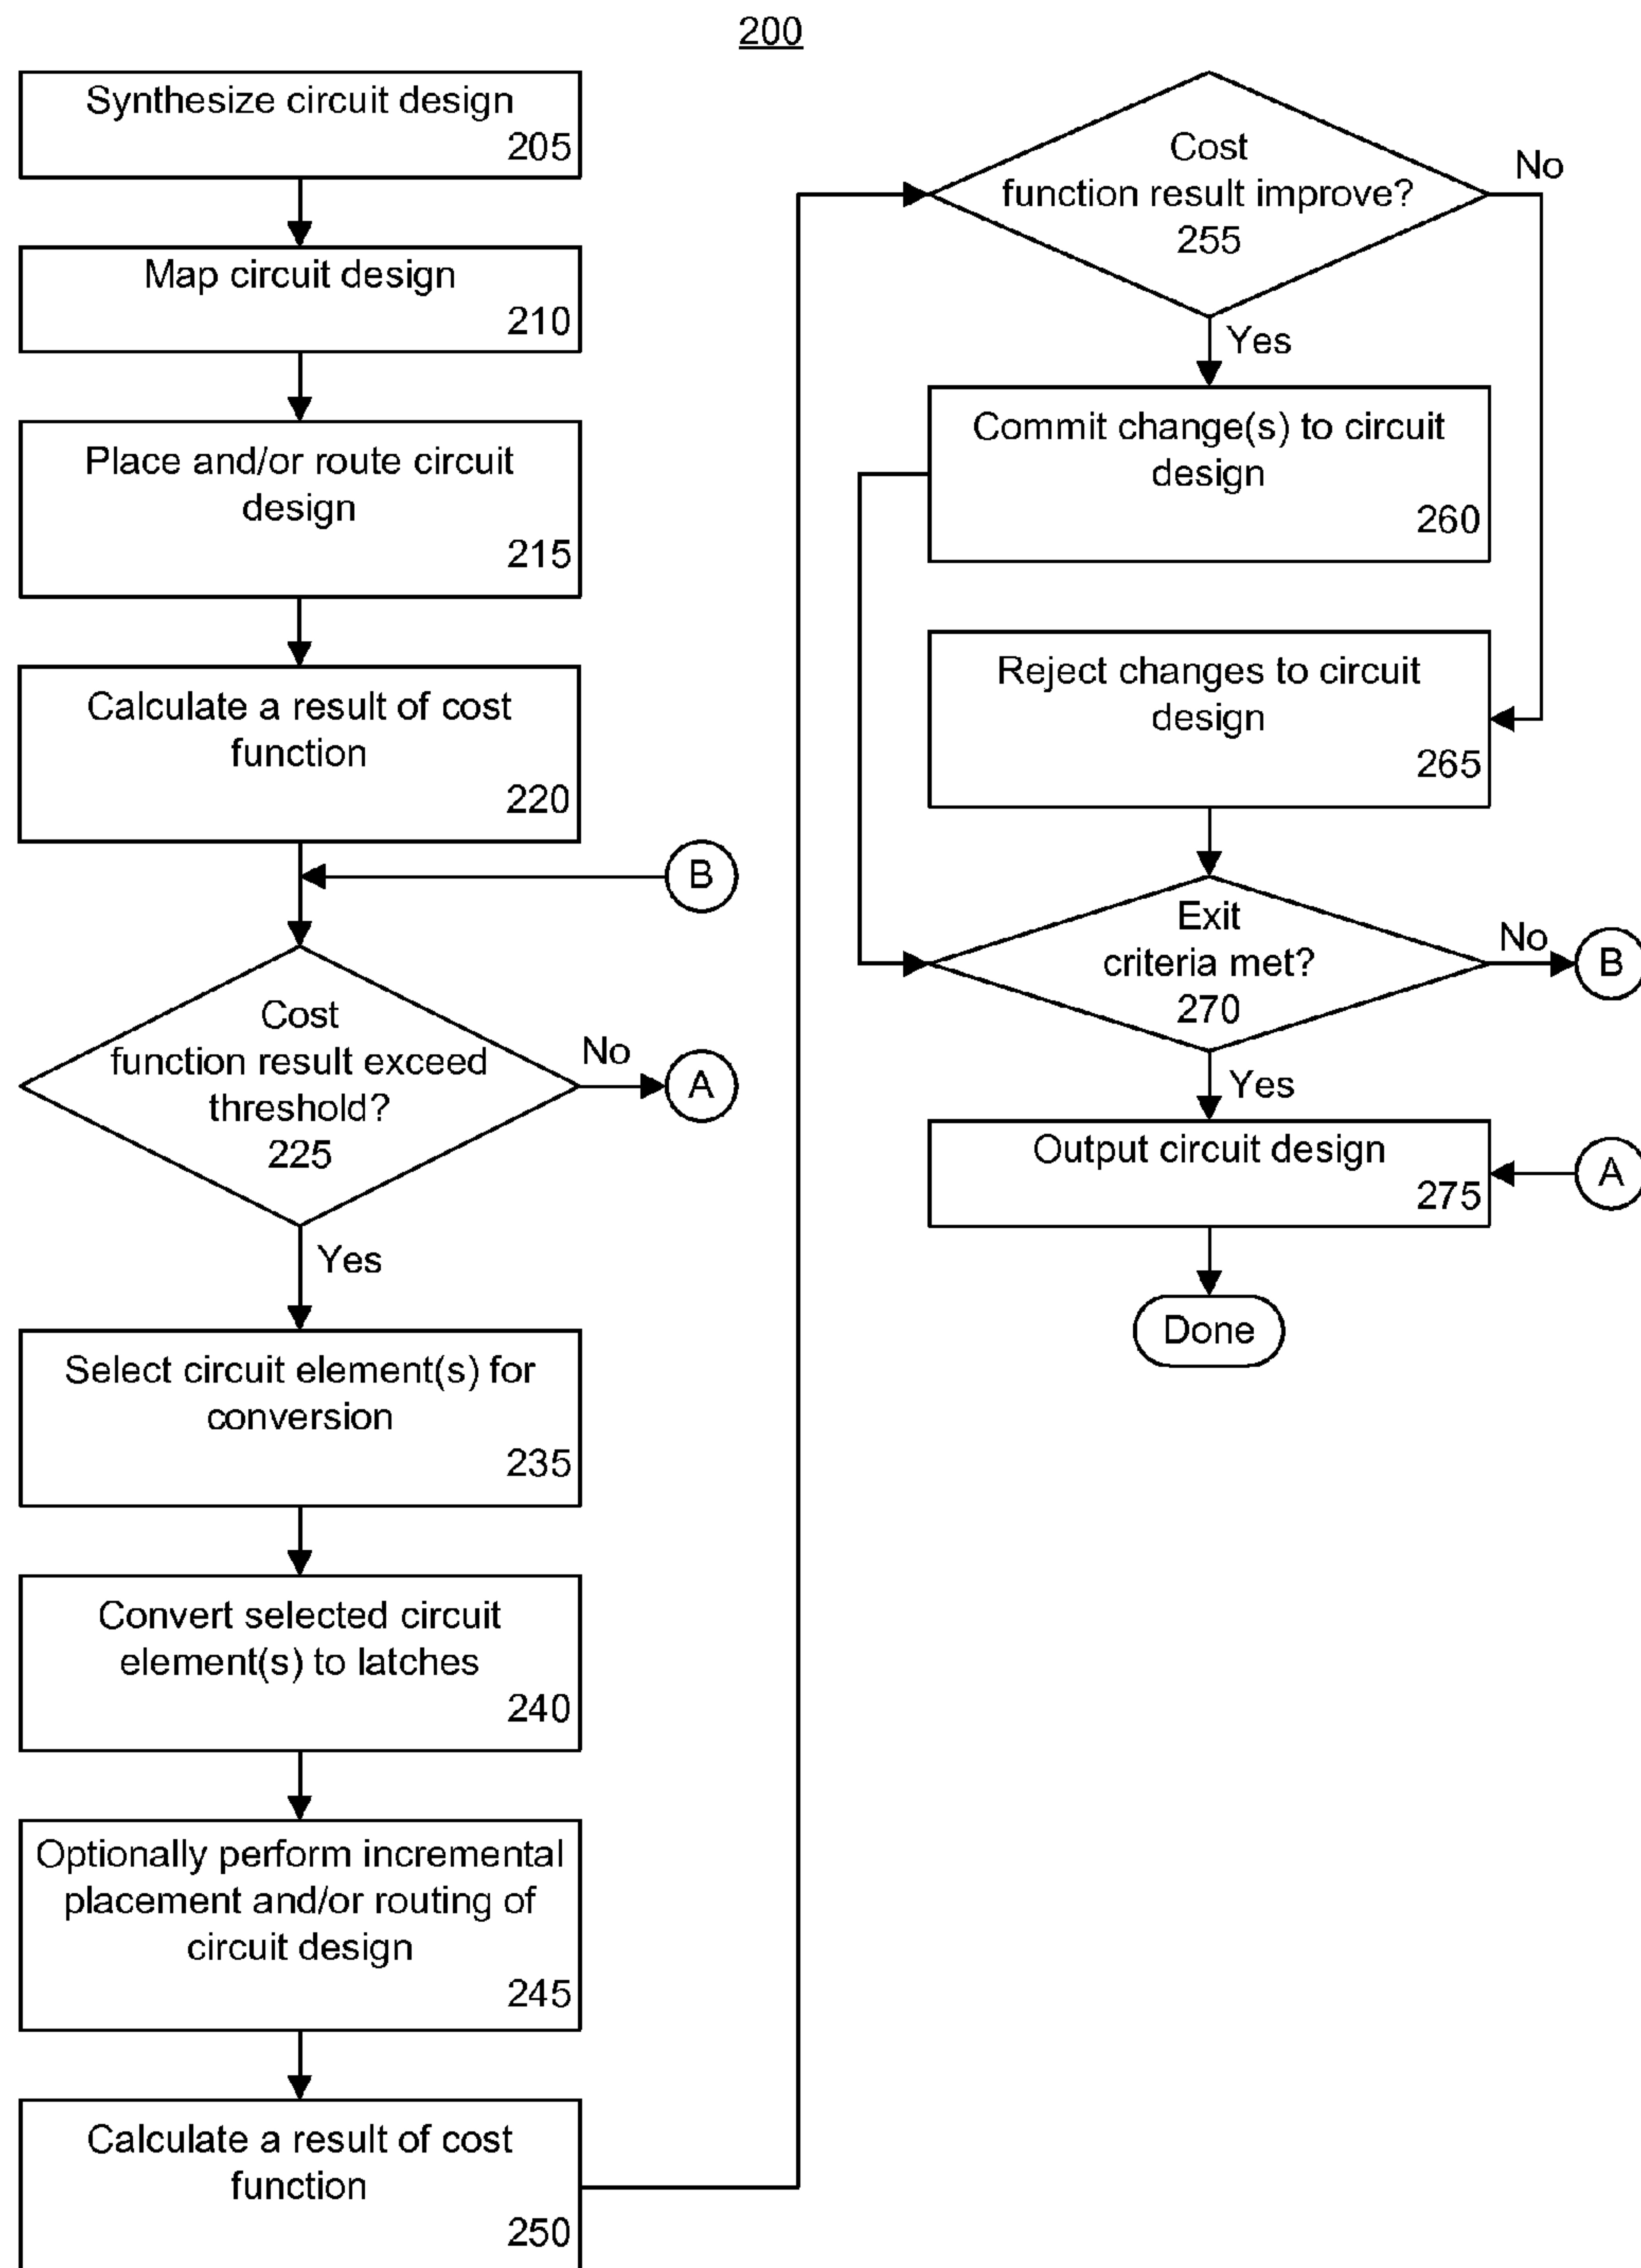 200
Synthesize circuit design
205
Map circuit design
210
Place and/or route circuit
design
215
Calculate a result of cost
function
220
B
Cost
function result exceed
threshold?
225
No
A
Yes
Select circuit element(s) for
conversion
235
Convert selected circuit
element(s) to latches
240
Optionally perform incremental
placement and/or routing of
circuit design
245
Calculate a result of cost
function
250
Cost
function result improve?
255
No
Yes
Commit change(s) to circuit
design
260
Reject changes to circuit
design
265
Exit
criteria met?
270
No
B
Yes
Output circuit design
275
A
Done